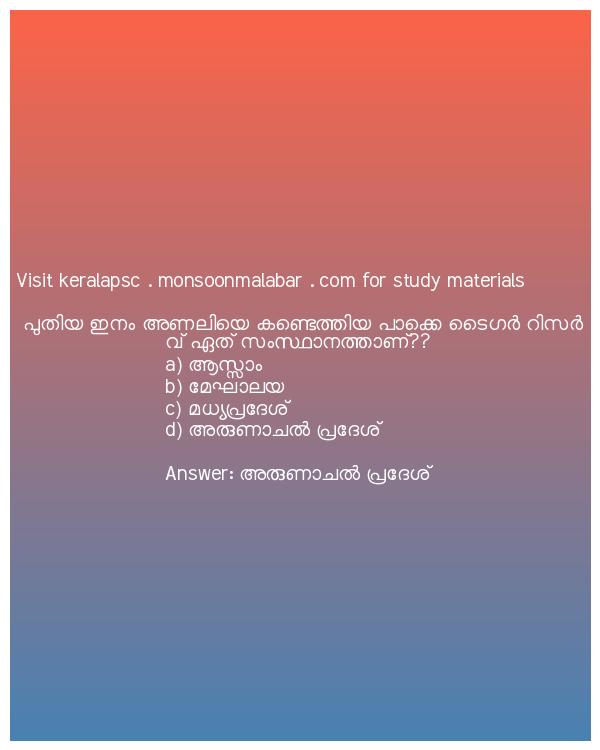 Visit keralapsc . monsoonmalabar . com for study materials
പുതിയ ഇനം അണലിയെ കണ്ടെത്തിയ പാക്കെ ടൈഗർ റിസർ
വ് ഏത് സംസ്ഥാനത്താണ്??
a) ആസ്സാം
b) മേഘാലയ
c) മധ്യപ്രദേശ്
d) അരുണാചൽ പ്രദേശ്
Answer: അരുണാചൽ പ്രദേശ്